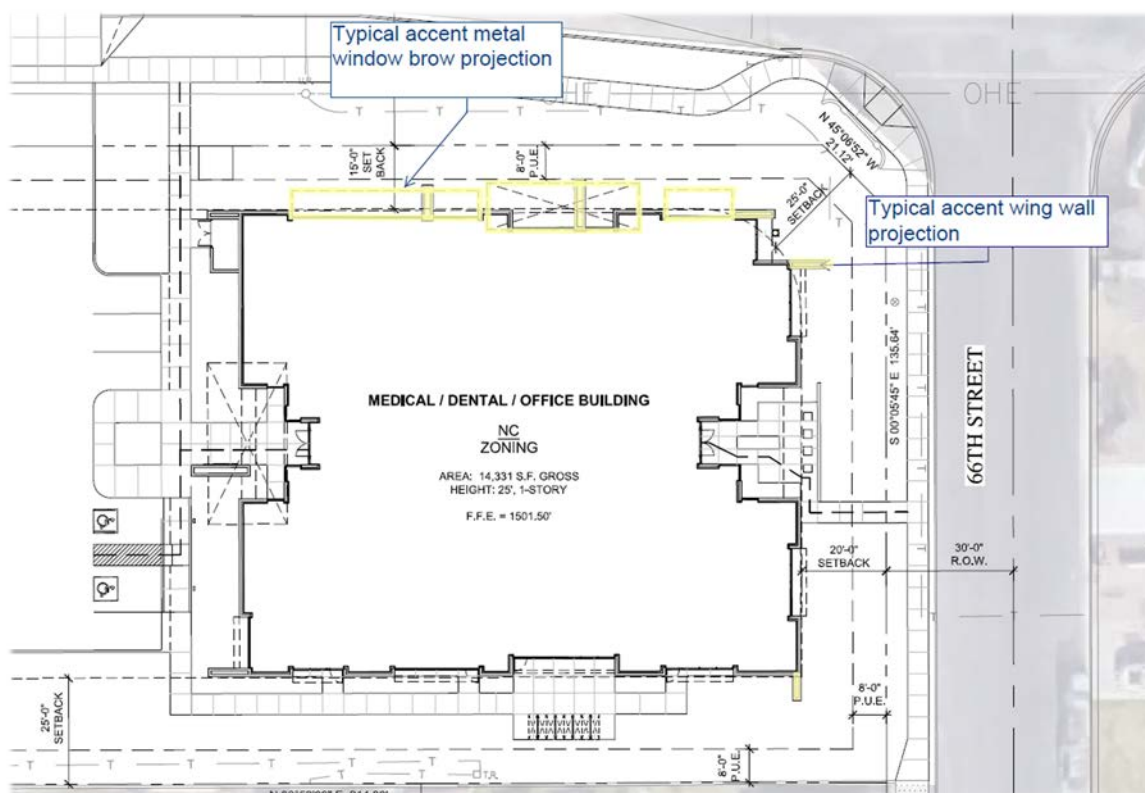 Typical accent metal
window brow projection
OHE
OHE
T
T
T
T
T
15'-0"
SET
BACK
8'-0"
P.U.E.
N 45°06'52" W
21.12'
25'-0"
SETBACK
Typical accent wing wall
projection
T
S 00°05'45" E 135.64'
66TH STREET
MEDICAL / DENTAL / OFFICE BUILDING
NC
ZONING
AREA: 14,331 S.F. GROSS
HEIGHT: 25', 1-STORY
F.F.E. = 1501.50'
20'-0"
SETBACK
30'-0"
R.O.W.
T
T
25'-0"
SETBACK
8'-0"
P.U.E.
8'-0"
P.U.E.
T
T
T
T
T
T
T.R.